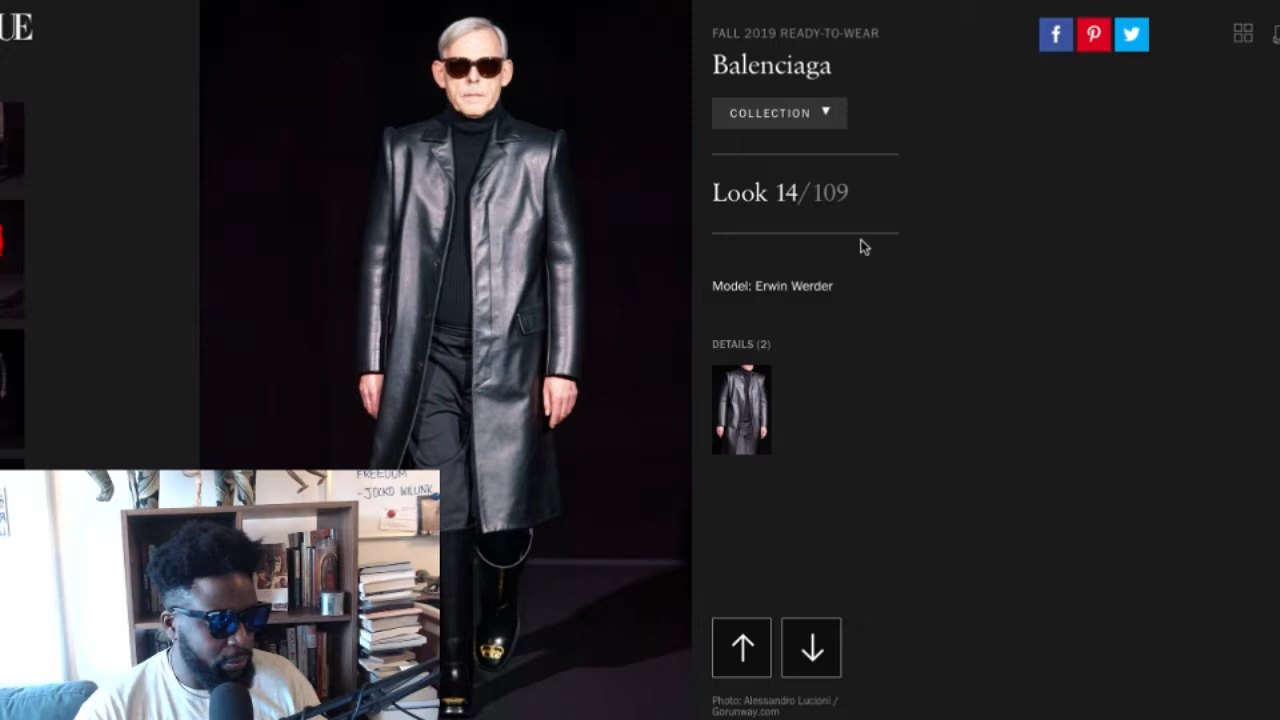 UE
FALL 2019 READY-TO-WEAR
Balenciaga
COLLECTION
Look 14/109
Model: Erwin Werder
DETAILS (2)
FREEDOM
-JOCKO WILLINK
Photo: Alessandro Lucioni /
Gorunway.com